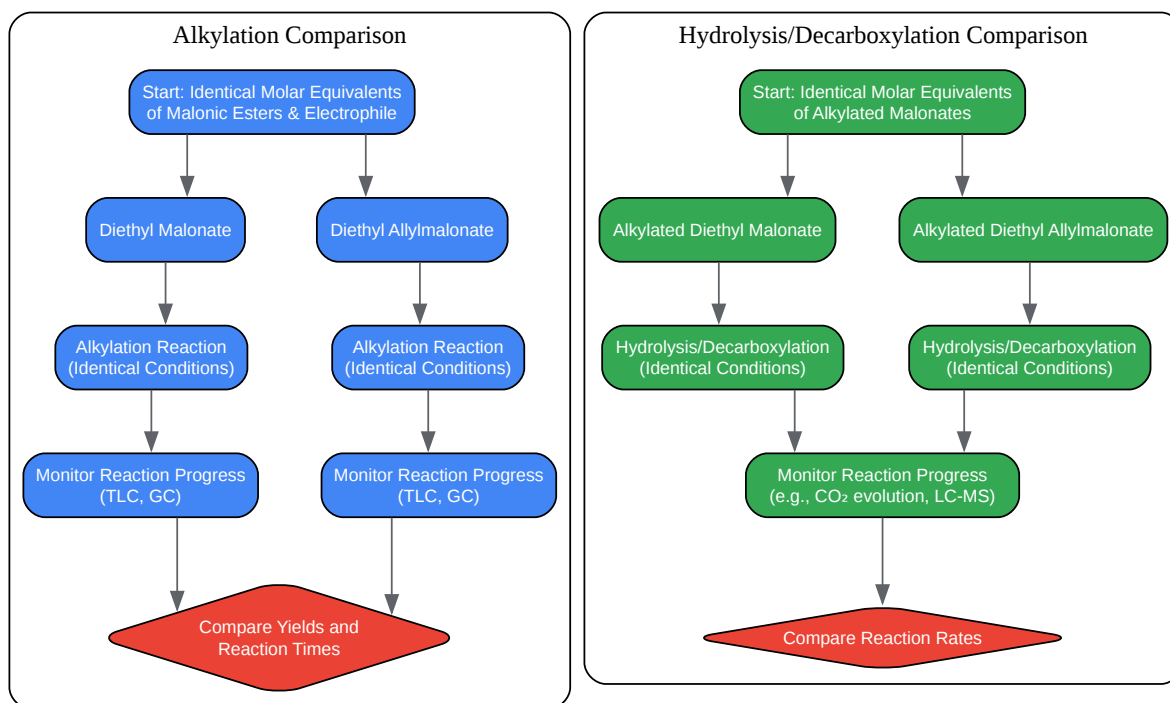 Alkylation Comparison
Start: Identical Molar Equivalents
of Malonic Esters & Electrophile
Diethyl Malonate
Diethyl Allylmalonate
Alkylation Reaction
(Identical Conditions)
Alkylation Reaction
(Identical Conditions)
Monitor Reaction Progress
(TLC, GC)
Monitor Reaction Progress
(TLC, GC)
Compare Yields and
Reaction Times
Hydrolysis/Decarboxylation Comparison
Start: Identical Molar Equivalents
of Alkylated Malonates
Alkylated Diethyl Malonate
Alkylated Diethyl Allylmalonate
Hydrolysis/Decarboxylation
(Identical Conditions)
Hydrolysis/Decarboxylation
(Identical Conditions)
Monitor Reaction Progress
(e.g., CO₂ evolution, LC-MS)
Compare Reaction Rates